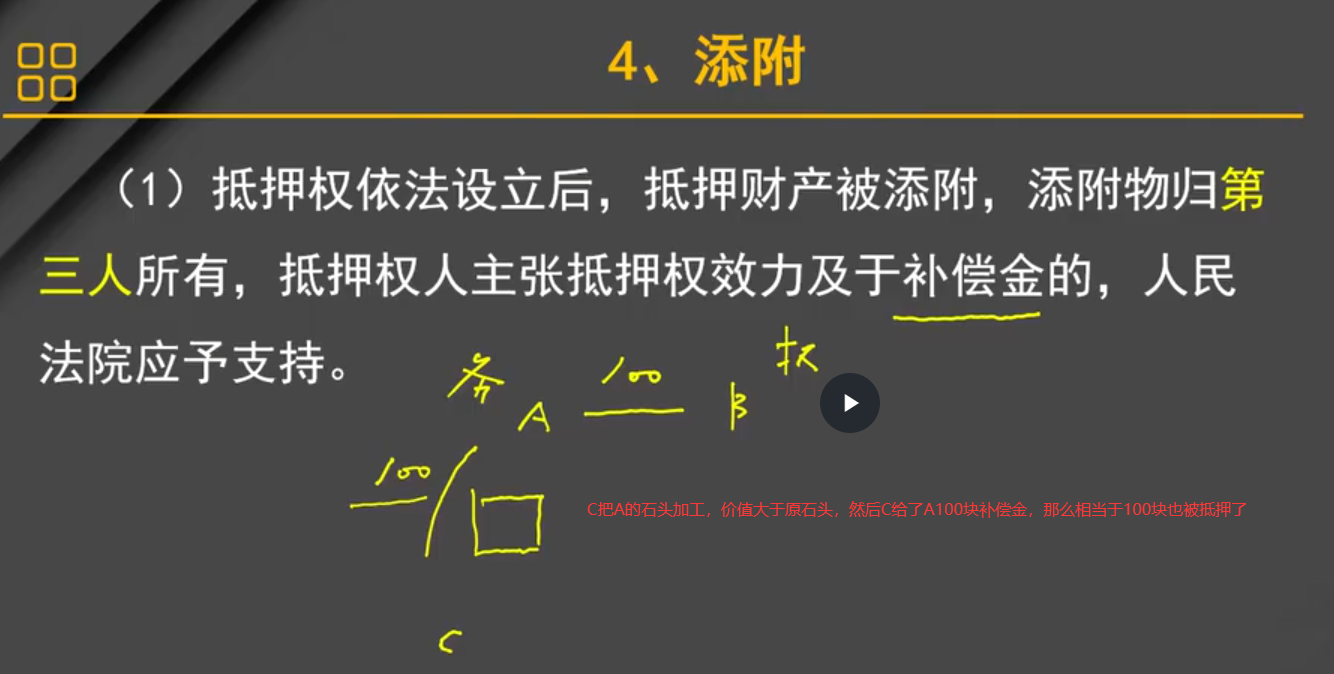 4、添附
（1）抵押权依法设立后，抵押财产被添附，添附物归第
三人所有，抵押权人主张抵押权效力及于补偿金的，人民
法院应予支持。
务 A 100 B 权
100
C把A的石头加工，价值大于原石头，然后C给了A100块补偿金，那么相当于100块也被抵押了
C